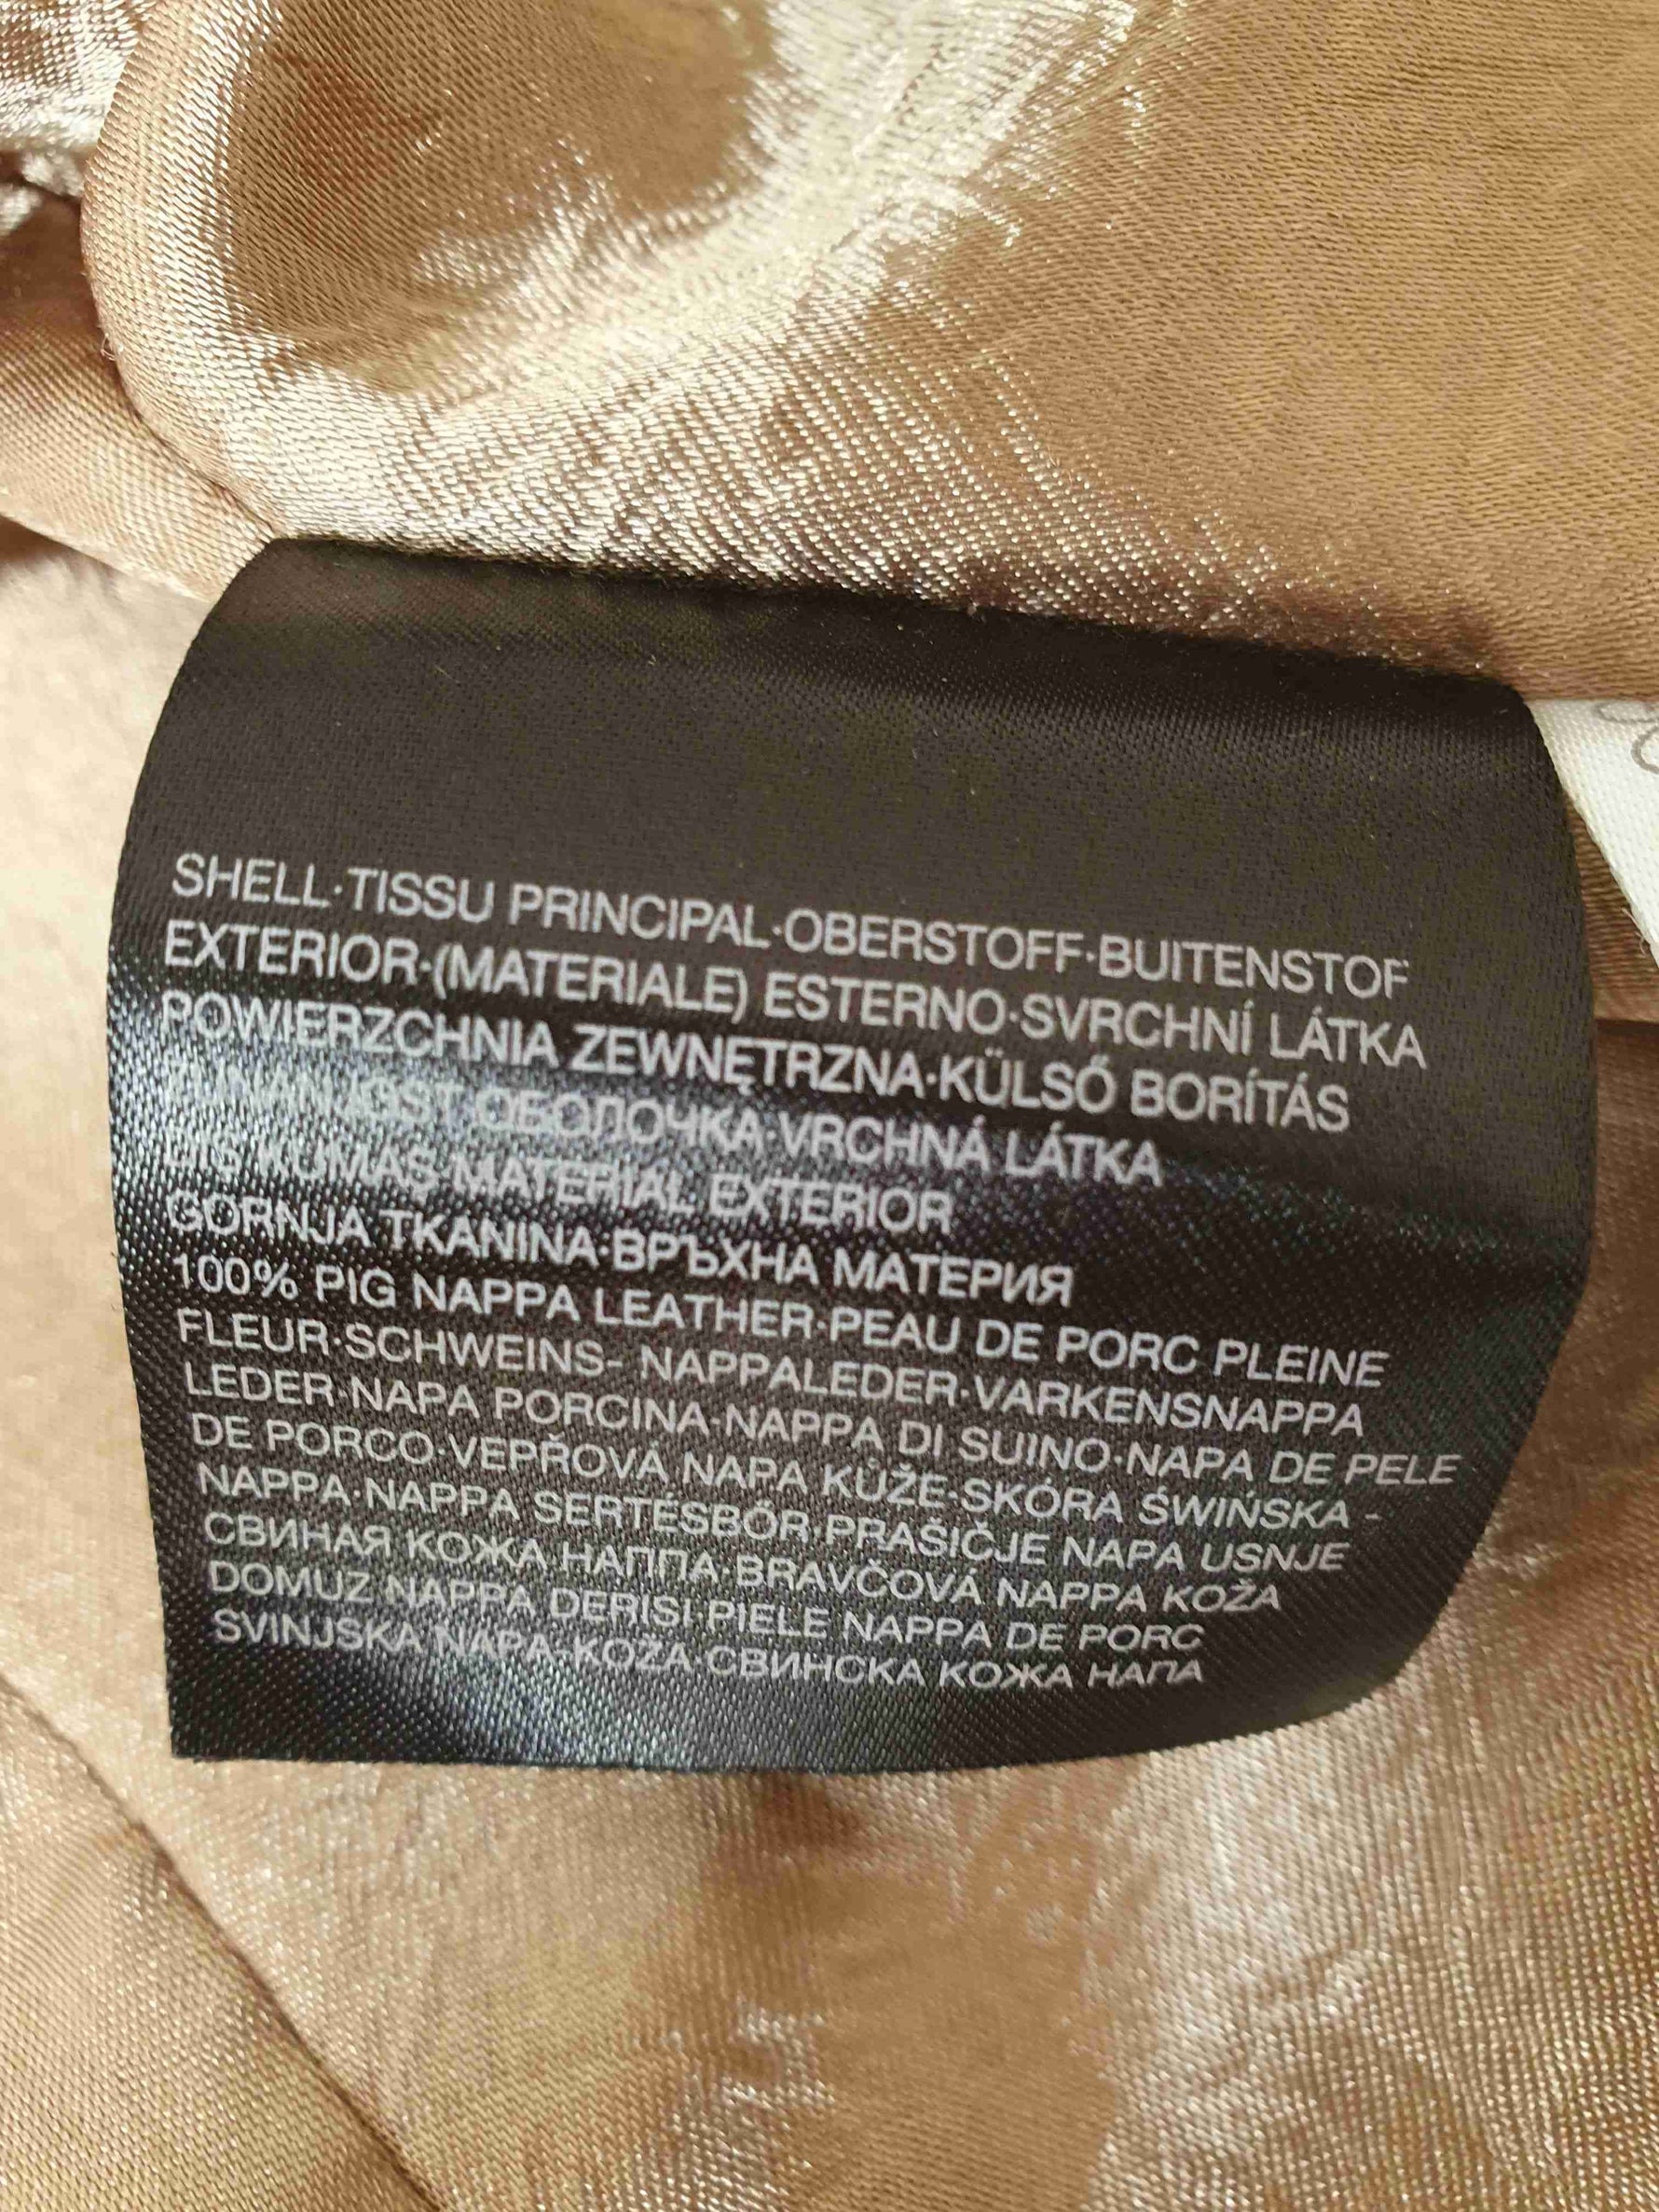 SHELL·TISSU PRINCIPAL·OBERSTOFF·BUITENSTOF
EXTERIOR·(MATERIALE) ESTERNO·SVRCHNÍ LÁTKA
POWIERZCHNIA ZEWNĘTRZNA·KÜLSŐ BORÍTÁS
ОБОЛОЧКА·VRCHNÁ LÁTKA
DIŞ KUMAŞ·MATERIAL EXTERIOR
GORNJA TKANINA·ВРЪХНА МАТЕРИЯ
100% PIG NAPPA LEATHER·PEAU DE PORC PLEINE
FLEUR·SCHWEINS- NAPPALEDER·VARKENSNAPPA
LEDER·NAPA PORCINA·NAPPA DI SUINO·NAPA DE PELE
DE PORCO·VEPŘOVÁ NAPA KŮŽE·SKÓRA ŚWIŃSKA -
NAPPA·NAPPA SERTÉSBŐR·PRAŠIČJE NAPA USNJE
СВИНАЯ КОЖА НАППА·BRAVČOVÁ NAPPA KOŽA
DOMUZ NAPPA DERISI·PIELE NAPPA DE PORC
SVINJSKA NAPA-KOŽA·СВИНСКА КОЖА НАПА